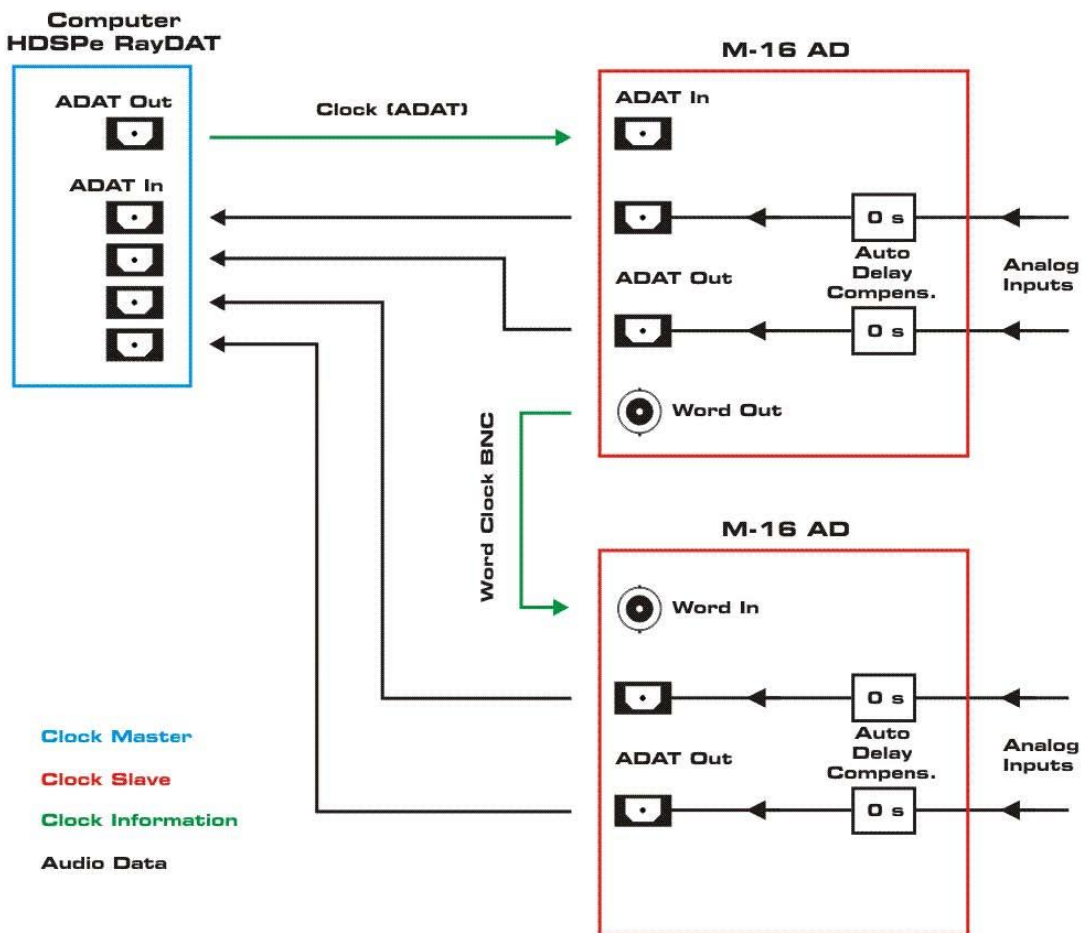 Computer
HDSPe RayDAT
ADAT Out
ADAT In
Clock (ADAT)
M-16 AD
ADAT In
0 s
Auto
Delay
Compens.
ADAT Out
0 s
Analog
Inputs
Word Out
Word Clock BNC
M-16 AD
Word In
0 s
Auto
Delay
Compens.
ADAT Out
0 s
Analog
Inputs
Clock Master
Clock Slave
Clock Information
Audio Data